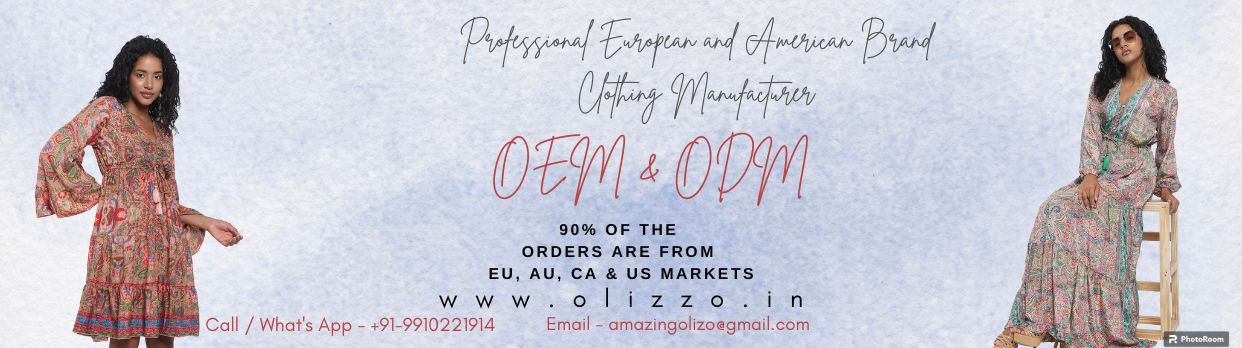 Professional European and American Brand
Clothing Manufacturer
OEM & ODM
90% OF THE
ORDERS ARE FROM
EU, AU, CA & US MARKETS
www.olizzo.in
Call / What's App - +91-9910221914
Email - amazingolizo@gmail.com
PhotoRoom